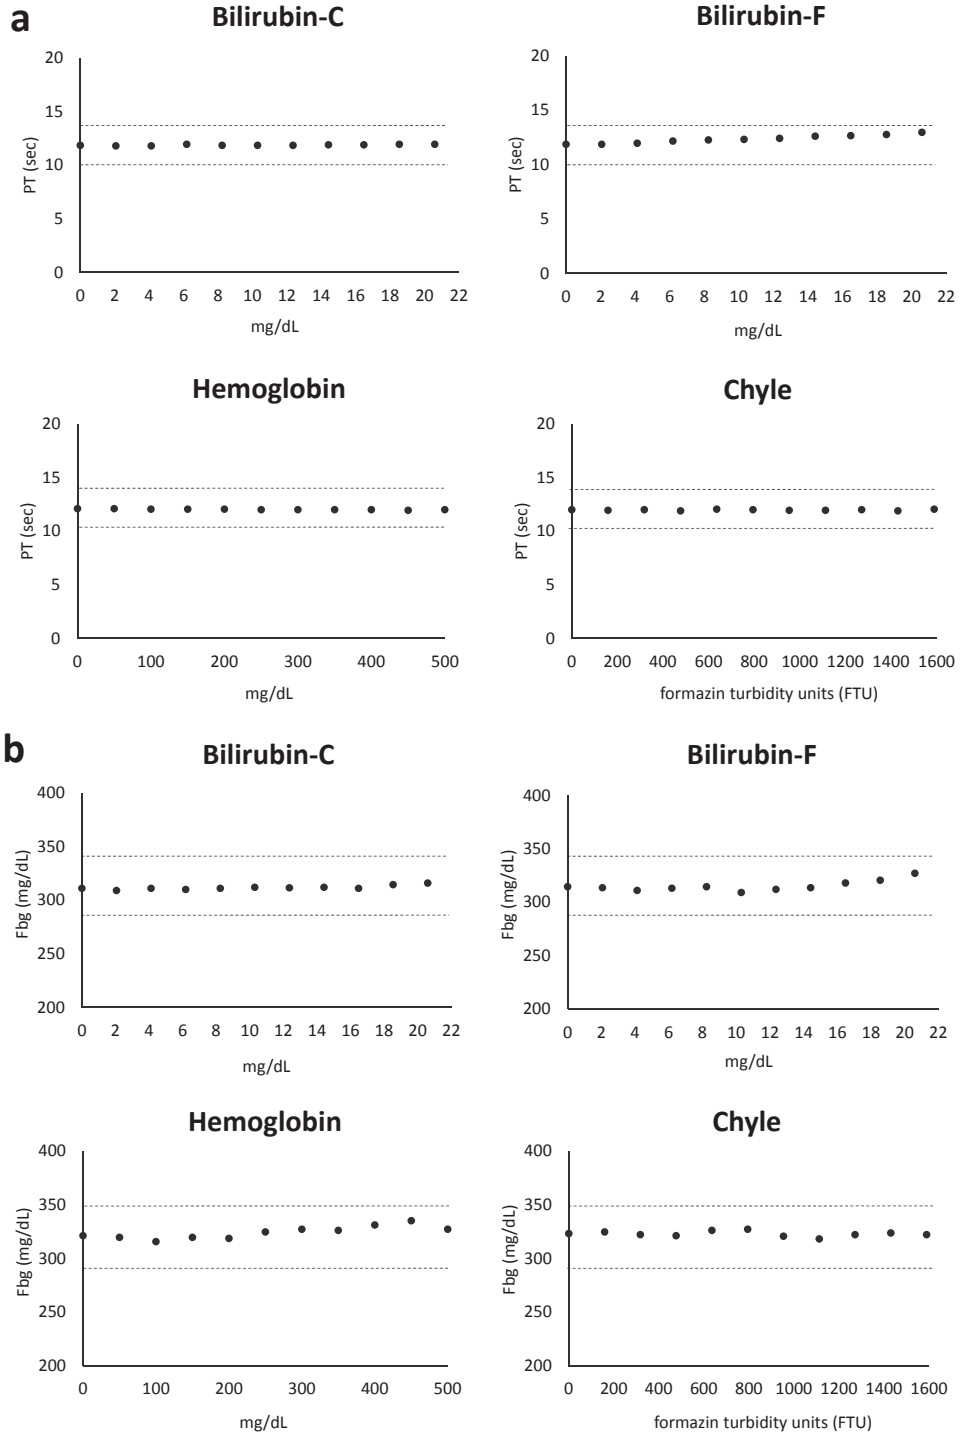 a
Bilirubin-C
20
15
10
5
0
PT (sec)
0 2 4 6 8 10 12 14 16 18 20 22
mg/dL
Bilirubin-F
20
15
10
5
0
PT (sec)
0 2 4 6 8 10 12 14 16 18 20 22
mg/dL
Hemoglobin
20
15
10
5
0
PT (sec)
0 100 200 300 400 500
mg/dL
Chyle
20
15
10
5
0
PT (sec)
0 200 400 600 800 1000 1200 1400 1600
formazin turbidity units (FTU)
b
Bilirubin-C
400
350
300
250
200
Fbg (mg/dL)
0 2 4 6 8 10 12 14 16 18 20 22
mg/dL
Bilirubin-F
400
350
300
250
200
Fbg (mg/dL)
0 2 4 6 8 10 12 14 16 18 20 22
mg/dL
Hemoglobin
400
350
300
250
200
Fbg (mg/dL)
0 100 200 300 400 500
mg/dL
Chyle
400
350
300
250
200
Fbg (mg/dL)
0 200 400 600 800 1000 1200 1400 1600
formazin turbidity units (FTU)